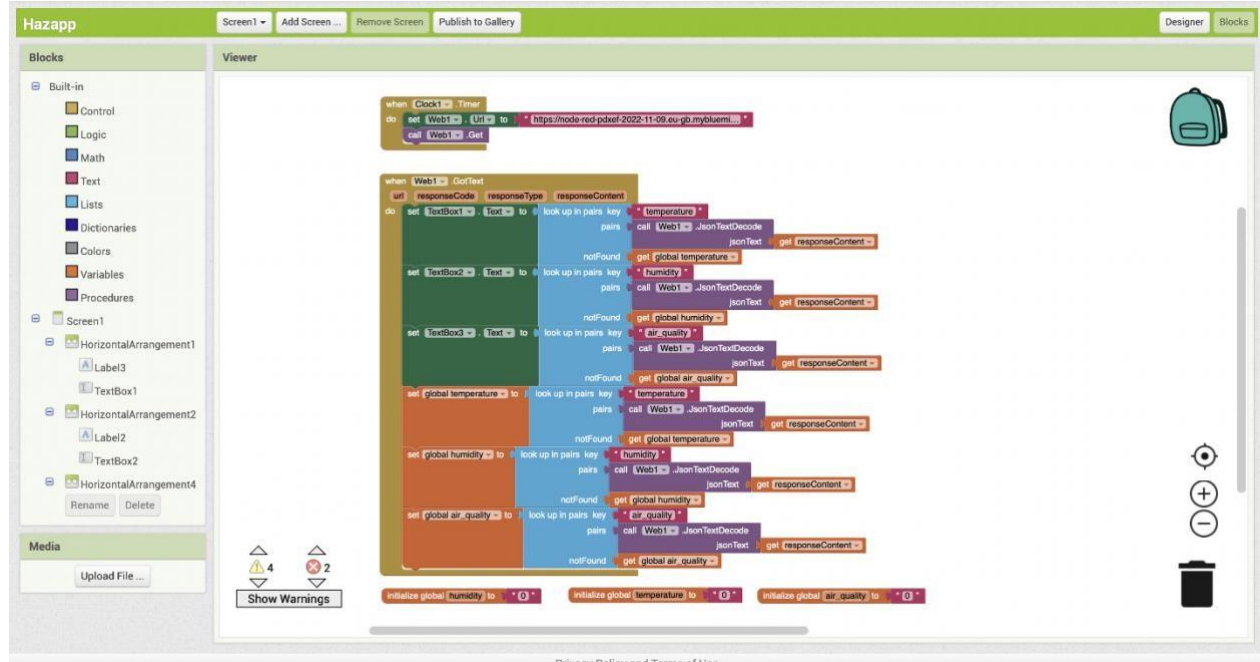 Hazapp
Screen1 Add Screen ... Remove Screen Publish to Gallery Designer Blocks
Blocks
Built-in
Control
Logic
Math
Text
Lists
Dictionaries
Colors
Variables
Procedures
Screen1
HorizontalArrangement1
Label3
TextBox1
HorizontalArrangement2
Label2
TextBox2
HorizontalArrangement4
Rename Delete
Media
Upload File ...
Viewer
when Clock1 .Timer
do set Web1 . Url to " https://node-red-pdxef-2022-11-09.eu-gb.mybluemi... "
call Web1 .Get
when Web1 .GotText
url responseCode responseType responseContent
do set TextBox1 . Text to look up in pairs key " temperature "
pairs call Web1 .JsonTextDecode
jsonText get responseContent
notFound get global temperature
set TextBox2 . Text to look up in pairs key " humidity "
pairs call Web1 .JsonTextDecode
jsonText get responseContent
notFound get global humidity
set TextBox3 . Text to look up in pairs key " air_quality "
pairs call Web1 .JsonTextDecode
jsonText get responseContent
notFound get global air_quality
set global temperature to look up in pairs key " temperature "
pairs call Web1 .JsonTextDecode
jsonText get responseContent
notFound get global temperature
set global humidity to look up in pairs key " humidity "
pairs call Web1 .JsonTextDecode
jsonText get responseContent
notFound get global humidity
set global air_quality to look up in pairs key " air_quality "
pairs call Web1 .JsonTextDecode
jsonText get responseContent
notFound get global air_quality
initialize global humidity to " 0 " initialize global temperature to " 0 " initialize global air_quality to " 0 "
4 2
Show Warnings
Privacy Policy and Terms of Use